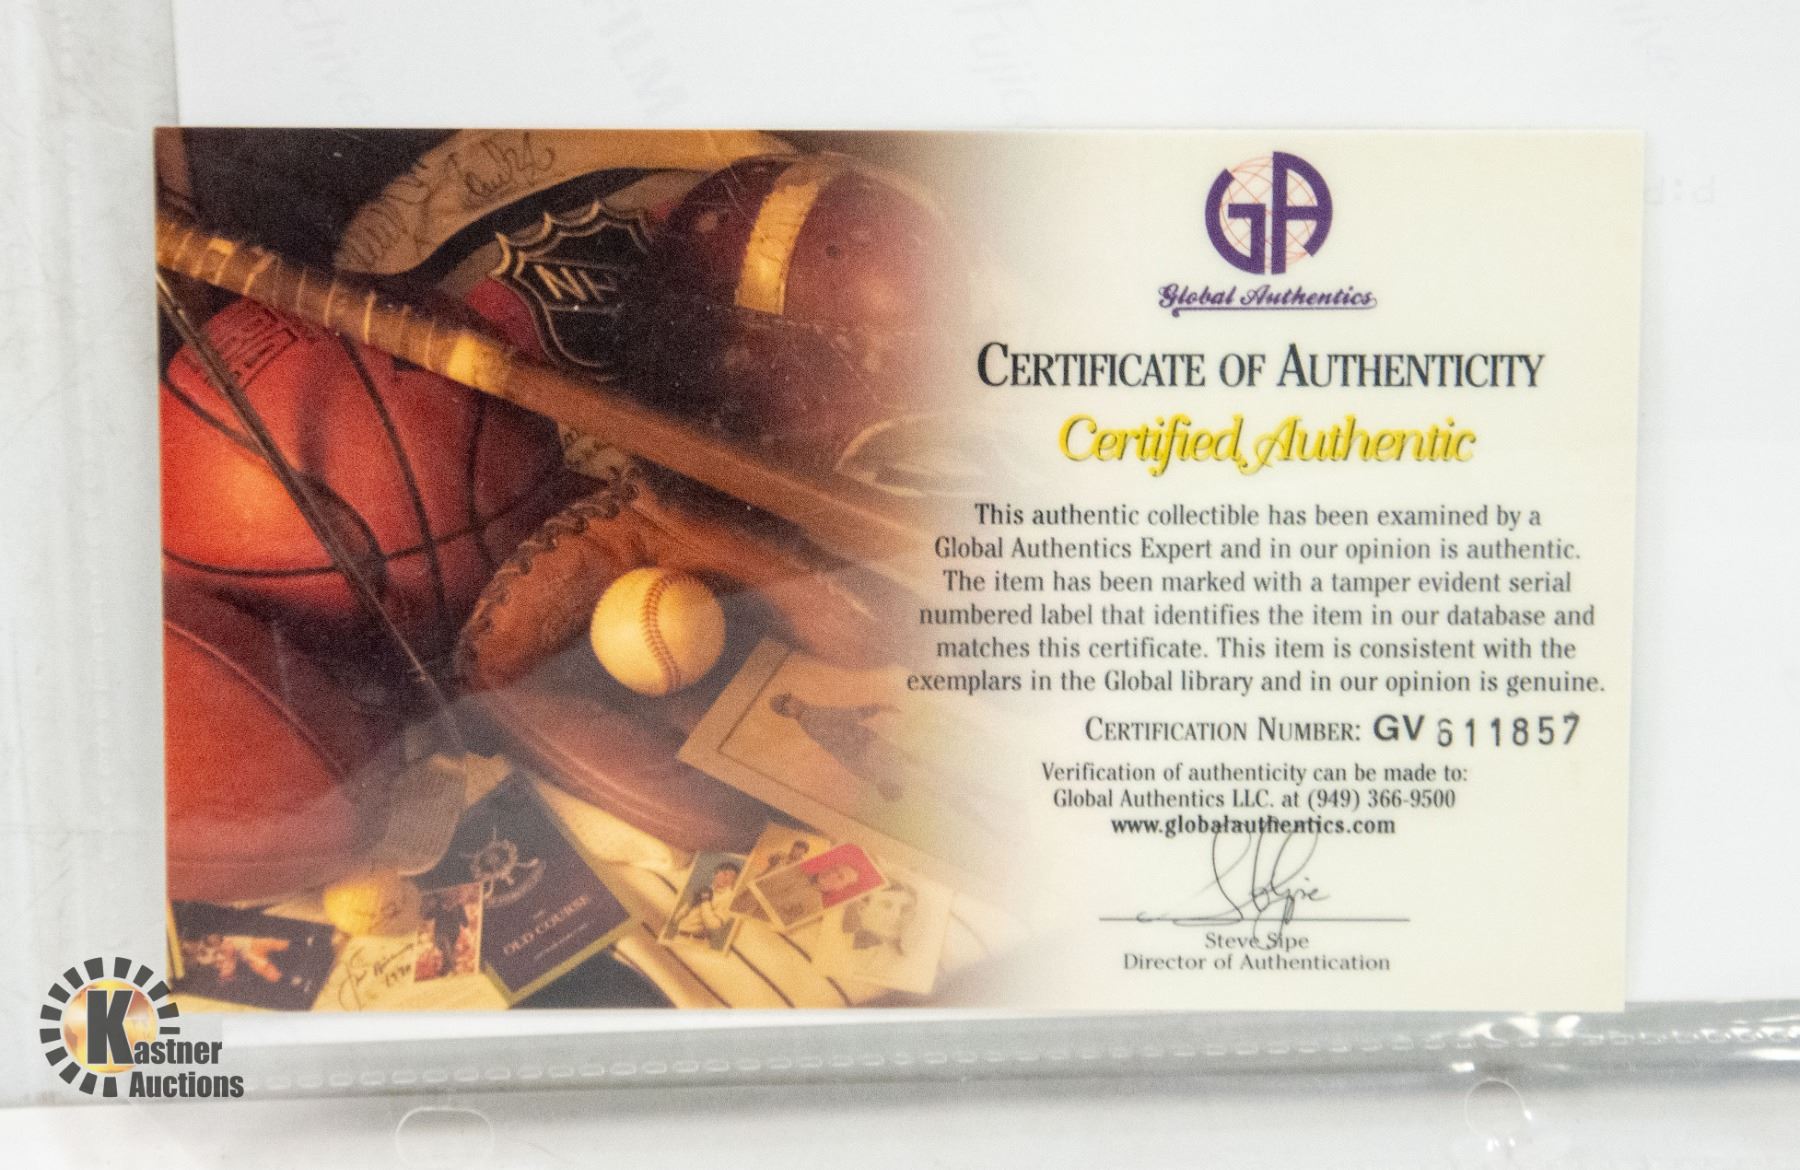 GA
Global Authentics
CERTIFICATE OF AUTHENTICITY
Certified Authentic
This authentic collectible has been examined by a
Global Authentics Expert and in our opinion is authentic.
The item has been marked with a tamper evident serial
numbered label that identifies the item in our database and
matches this certificate. This item is consistent with the
exemplars in the Global library and in our opinion is genuine.
CERTIFICATION NUMBER: GV 611857
Verification of authenticity can be made to:
Global Authentics LLC. at (949) 366-9500
www.globalauthentics.com
Steve Sipe
Director of Authentication
OLD COURSE
Kastner
Auctions